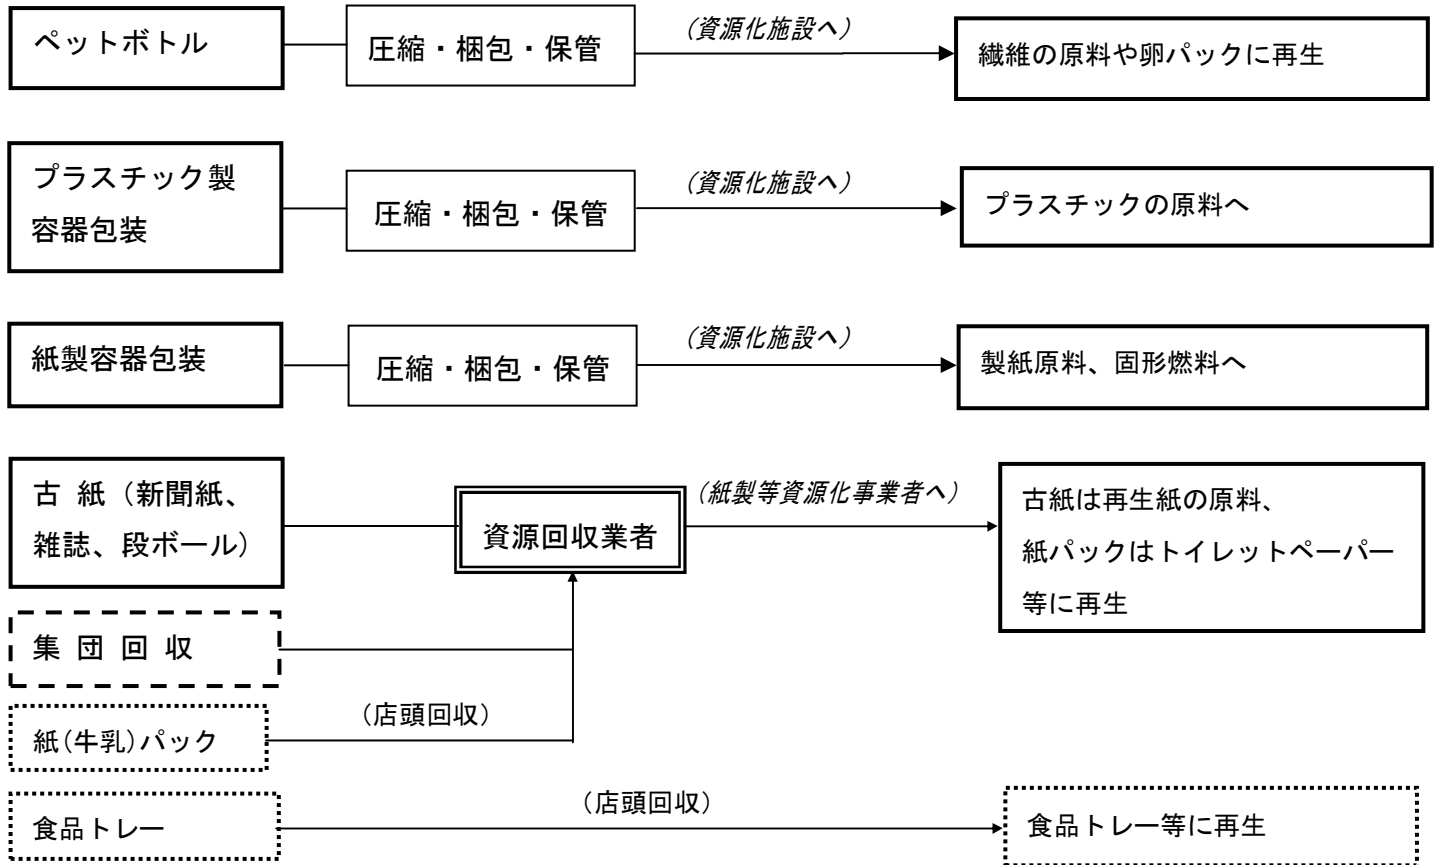 ペットボトル
圧縮・梱包・保管
(資源化施設へ)
繊維の原料や卵パックに再生
プラスチック製
容器包装
圧縮・梱包・保管
(資源化施設へ)
プラスチックの原料へ
紙製容器包装
圧縮・梱包・保管
(資源化施設へ)
製紙原料、固形燃料へ
古 紙（新聞紙、
雑誌、段ボール）
資源回収業者
(紙製等資源化事業者へ)
古紙は再生紙の原料、
紙パックはトイレットペーパー
等に再生
集 団 回 収
紙(牛乳)パック
（店頭回収）
食品トレー
（店頭回収）
食品トレー等に再生